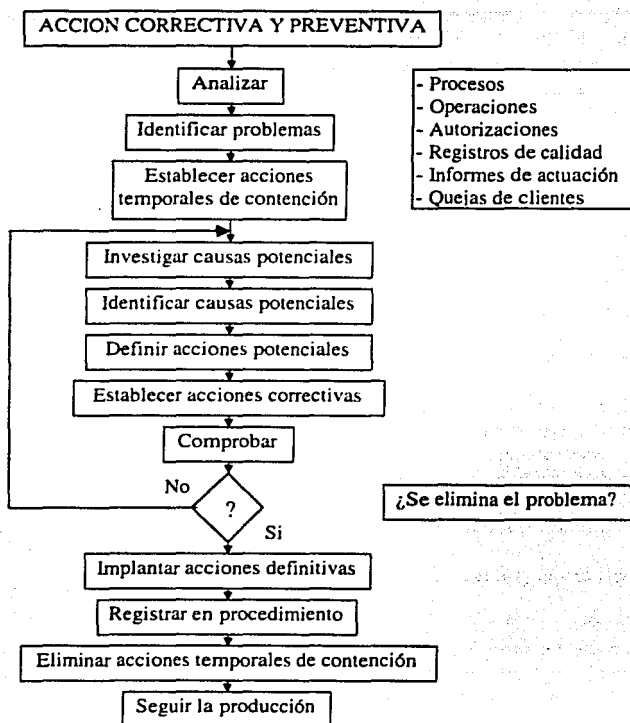 ACCION CORRECTIVA Y PREVENTIVA
Analizar
- Procesos
- Operaciones
- Autorizaciones
- Registros de calidad
- Informes de actuación
- Quejas de clientes
Identificar problemas
Establecer acciones
temporales de contención
Investigar causas potenciales
Identificar causas potenciales
Definir acciones potenciales
Establecer acciones correctivas
Comprobar
No
?
¿Se elimina el problema?
Si
Implantar acciones definitivas
Registrar en procedimiento
Eliminar acciones temporales de contención
Seguir la producción